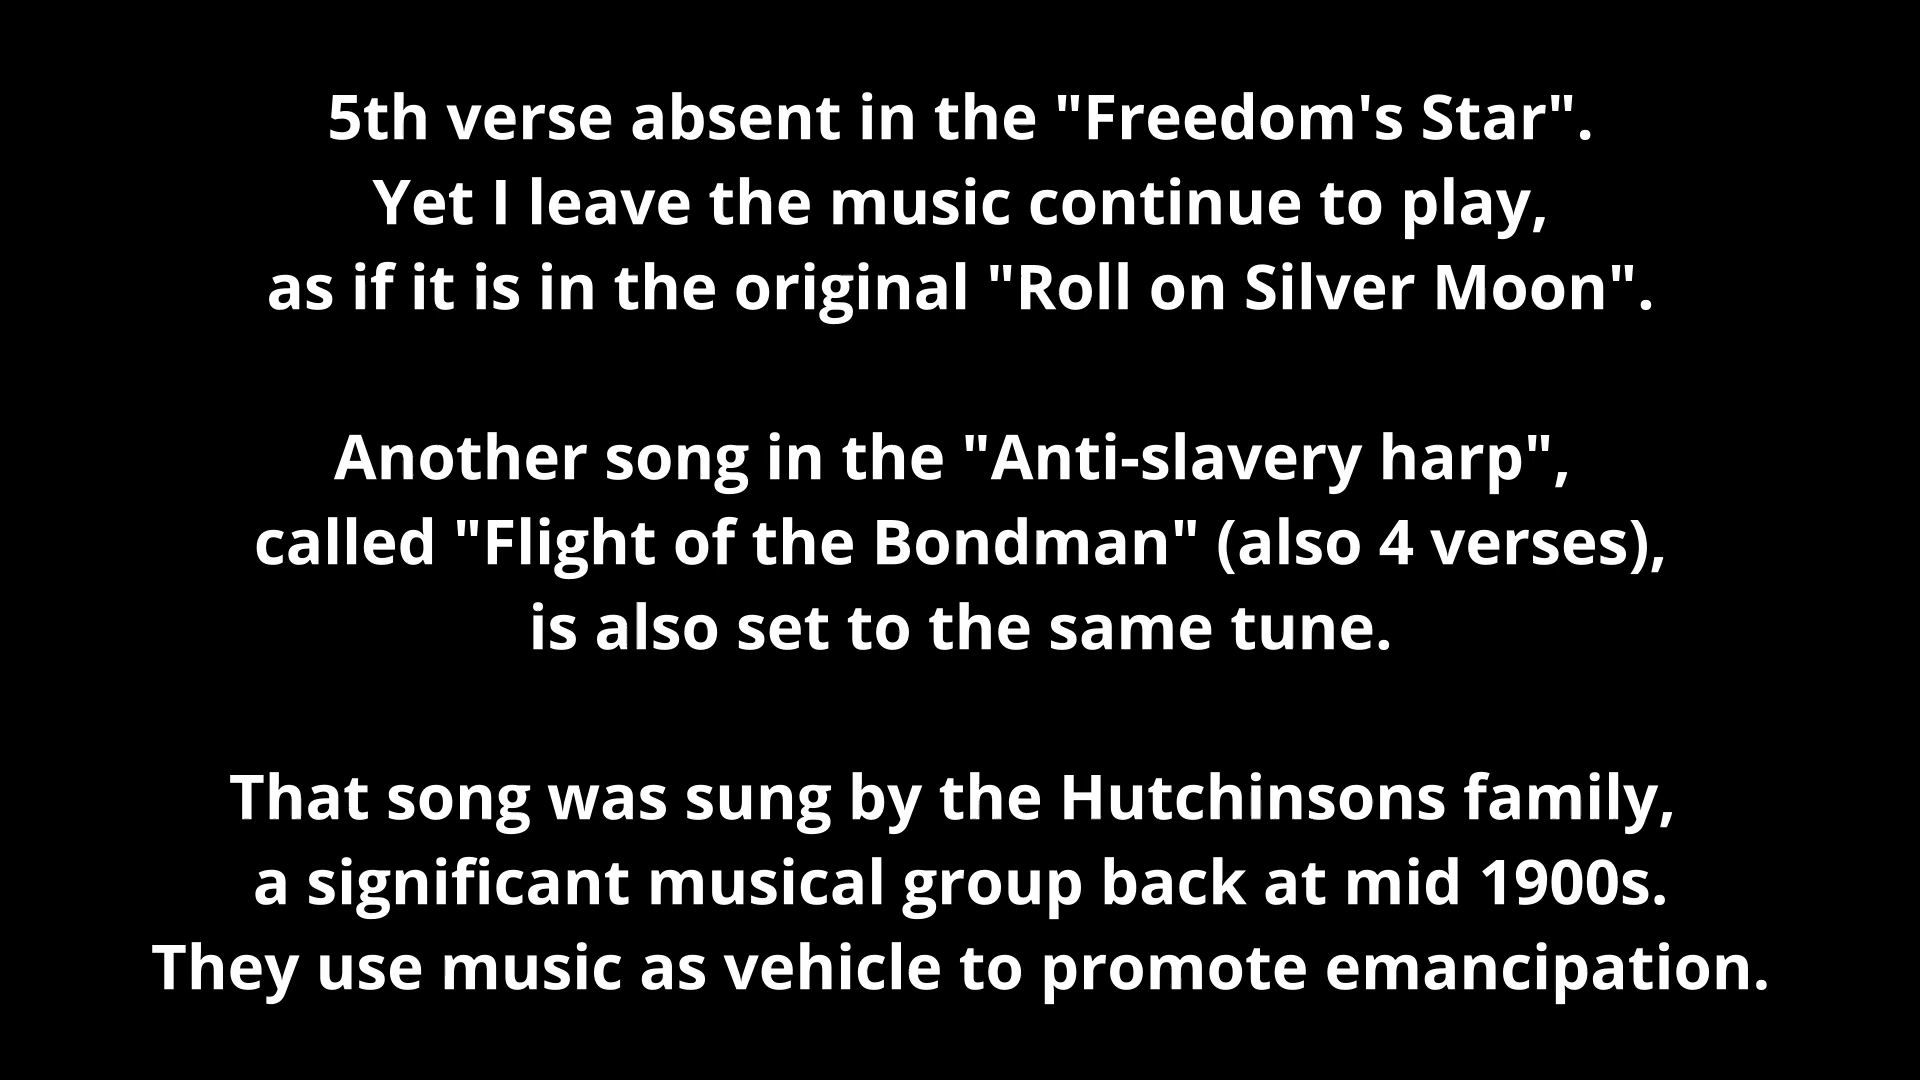 5th verse absent in the "Freedom's Star".
Yet I leave the music continue to play,
as if it is in the original "Roll on Silver Moon".
Another song in the "Anti-slavery harp",
called "Flight of the Bondman" (also 4 verses),
is also set to the same tune.
That song was sung by the Hutchinsons family,
a significant musical group back at mid 1900s.
They use music as vehicle to promote emancipation.